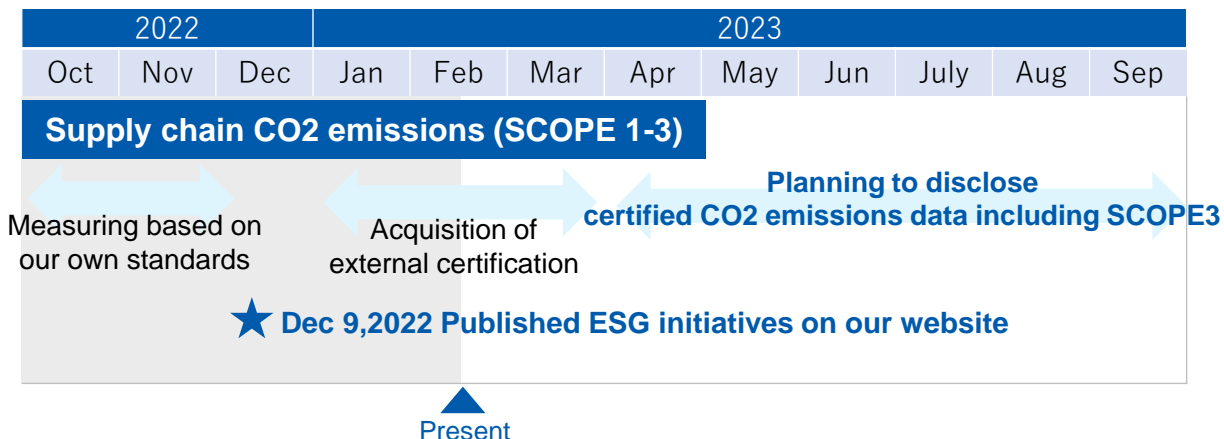 2022 2023
Oct Nov Dec Jan Feb Mar Apr May Jun July Aug Sep
Supply chain CO2 emissions (SCOPE 1-3)
Measuring based on
our own standards
Acquisition of
external certification
Planning to disclose
certified CO2 emissions data including SCOPE3
Dec 9,2022 Published ESG initiatives on our website
Present